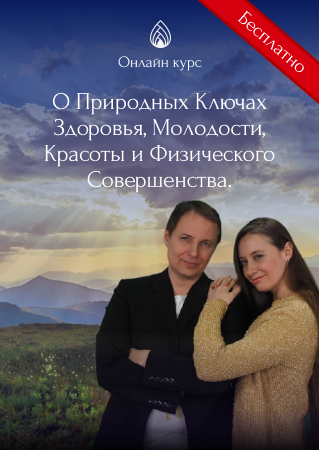 Бесплатно
Онлайн курс
О Природных Ключах
Здоровья, Молодости,
Красоты и Физического
Совершенства.